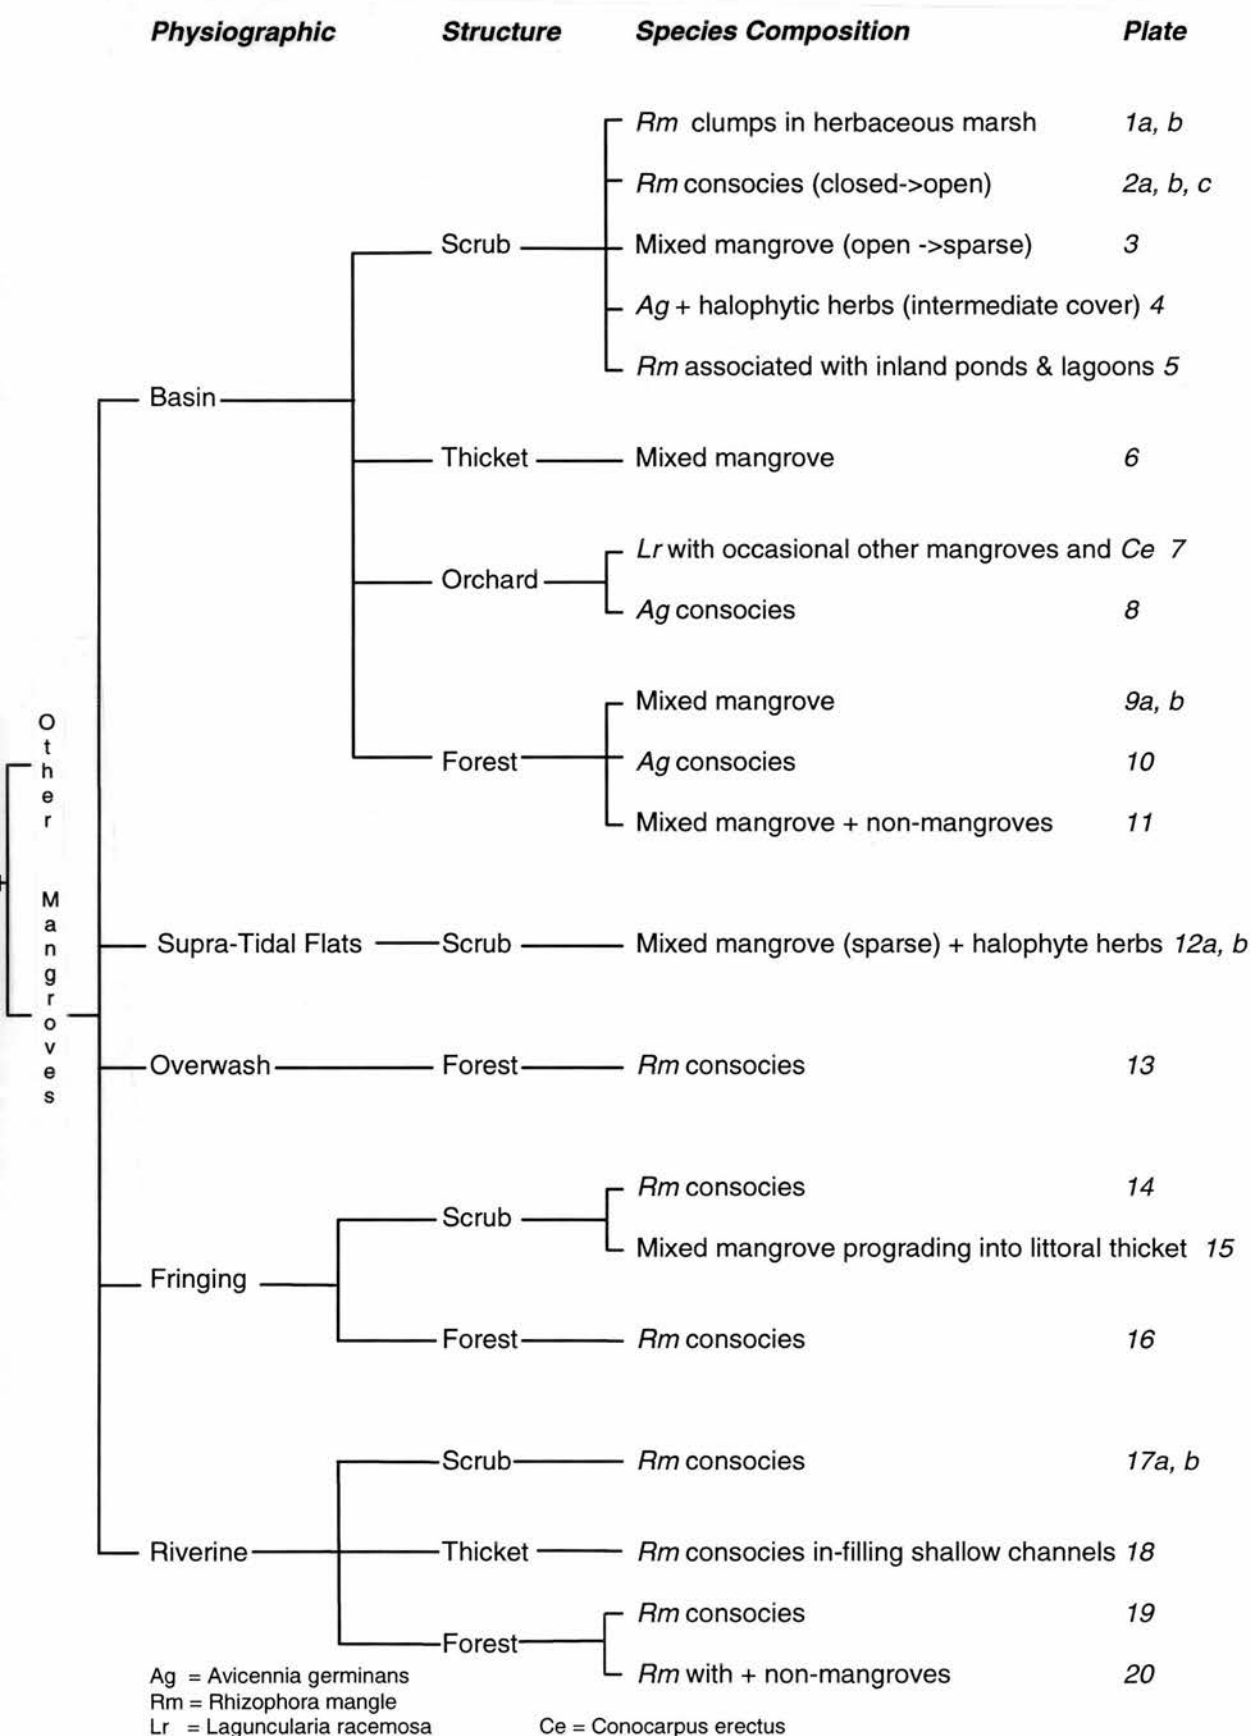 Physiographic Structure Species Composition Plate
Rm clumps in herbaceous marsh 1a, b
Rm consocies (closed->open) 2a, b, c
Scrub Mixed mangrove (open ->sparse) 3
Ag + halophytic herbs (intermediate cover) 4
Rm associated with inland ponds & lagoons 5
Basin
Thicket Mixed mangrove 6
Lr with occasional other mangroves and Ce 7
Orchard
Ag consocies 8
Mixed mangrove 9a, b
Other
Forest Ag consocies 10
Mixed mangrove + non-mangroves 11
Mangroves
Supra-Tidal Flats Scrub Mixed mangrove (sparse) + halophyte herbs 12a, b
Overwash Forest Rm consocies 13
Rm consocies 14
Scrub
Mixed mangrove prograding into littoral thicket 15
Fringing
Forest Rm consocies 16
Scrub Rm consocies 17a, b
Riverine Thicket Rm consocies in-filling shallow channels 18
Rm consocies 19
Forest
Rm with + non-mangroves 20
Ag = Avicennia germinans
Rm = Rhizophora mangle
Lr = Laguncularia racemosa Ce = Conocarpus erectus